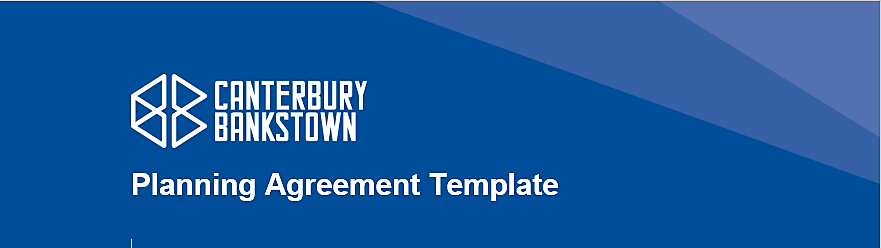 CANTERBURY
BANKSTOWN
Planning Agreement Template